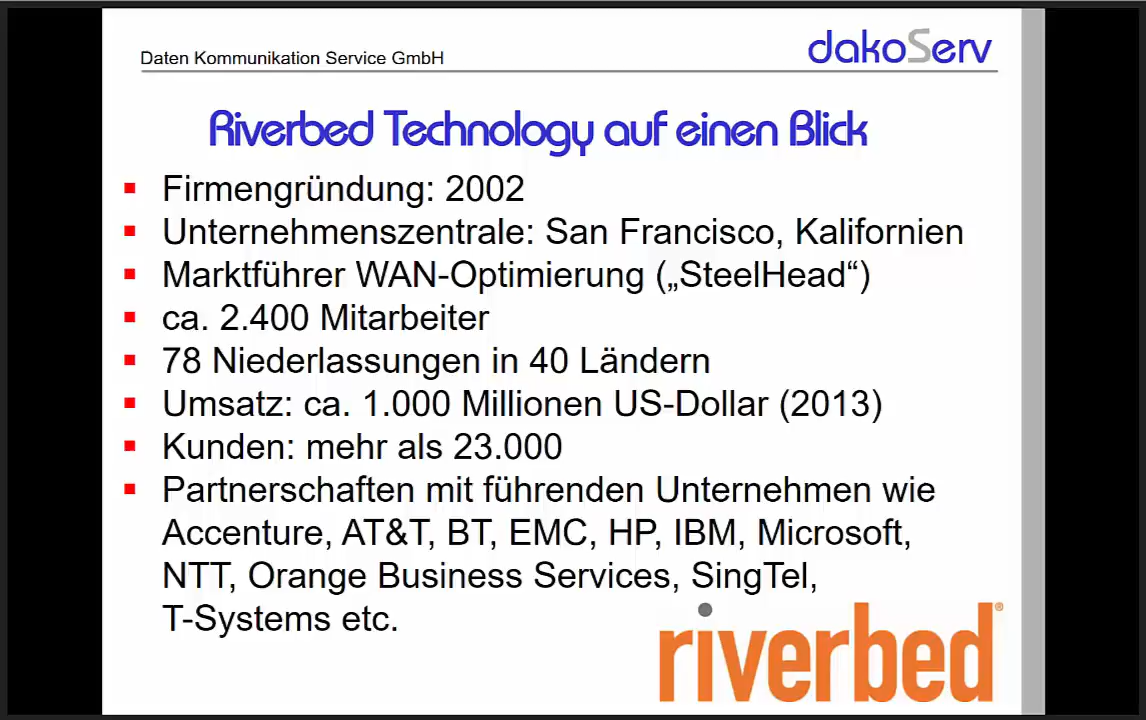 Daten Kommunikation Service GmbH
dakoServ
Riverbed Technology auf einen Blick
Firmengründung: 2002
Unternehmenszentrale: San Francisco, Kalifornien
Marktführer WAN-Optimierung („SteelHead“)
ca. 2.400 Mitarbeiter
78 Niederlassungen in 40 Ländern
Umsatz: ca. 1.000 Millionen US-Dollar (2013)
Kunden: mehr als 23.000
Partnerschaften mit führenden Unternehmen wie
Accenture, AT&T, BT, EMC, HP, IBM, Microsoft,
NTT, Orange Business Services, SingTel,
T-Systems etc.
riverbed®